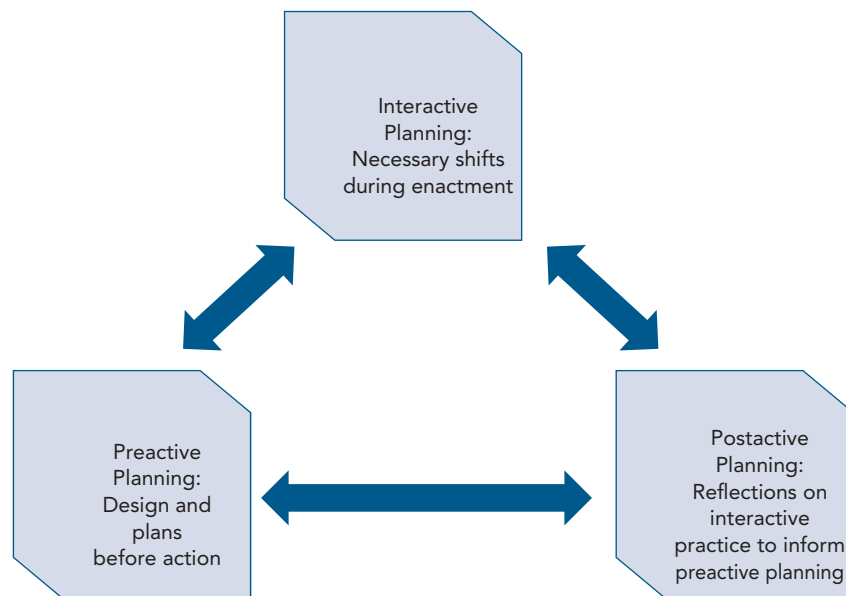 Interactive
Planning:
Necessary shifts
during enactment
Preactive
Planning:
Design and
plans
before action
Postactive
Planning:
Reflections on
interactive
practice to inform
preactive planning